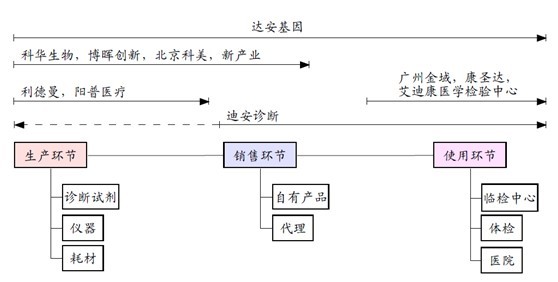 达安基因
科华生物，博晖创新，北京科美，新产业
广州金域，康圣达，
艾迪康医学检验中心
利德曼，阳普医疗
迪安诊断
生产环节
销售环节
使用环节
诊断试剂
自有产品
临检中心
仪器
代理
体检
耗材
医院